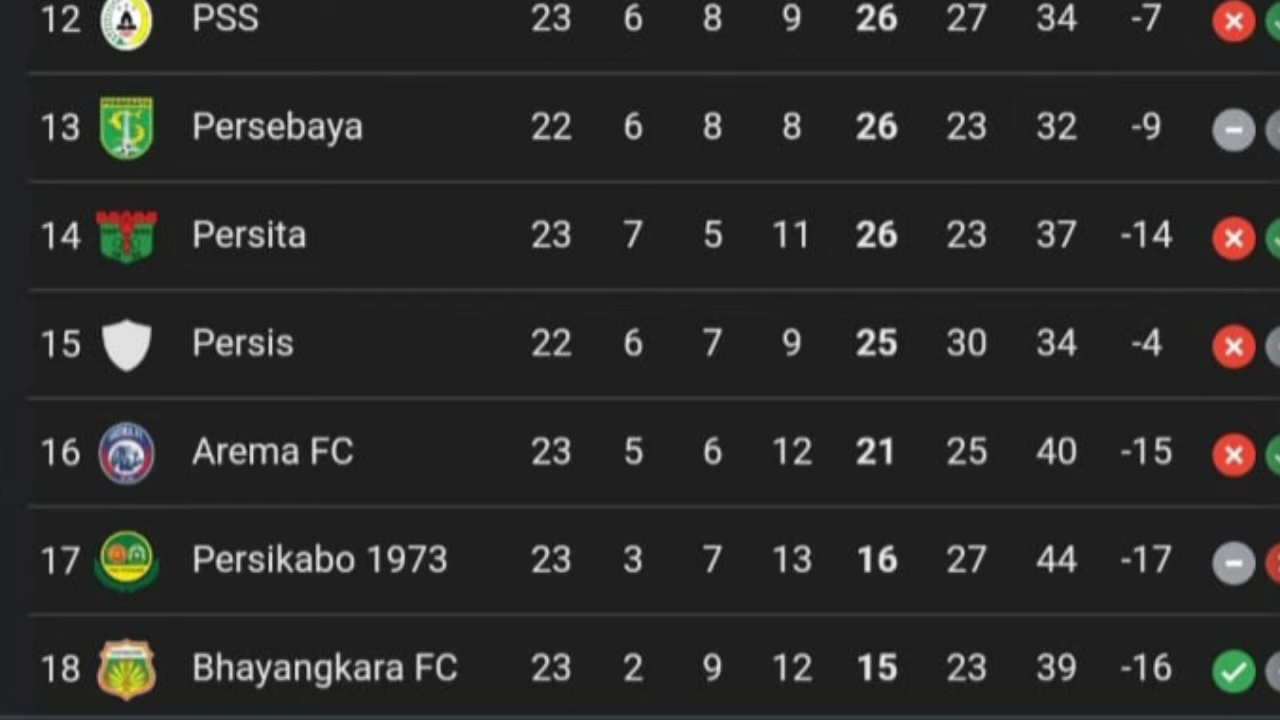 12 PSS 23 6 8 9 26 27 34 -7
13 Persebaya 22 6 8 8 26 23 32 -9
14 Persita 23 7 5 11 26 23 37 -14
15 Persis 22 6 7 9 25 30 34 -4
16 Arema FC 23 5 6 12 21 25 40 -15
17 Persikabo 1973 23 3 7 13 16 27 44 -17
18 Bhayangkara FC 23 2 9 12 15 23 39 -16